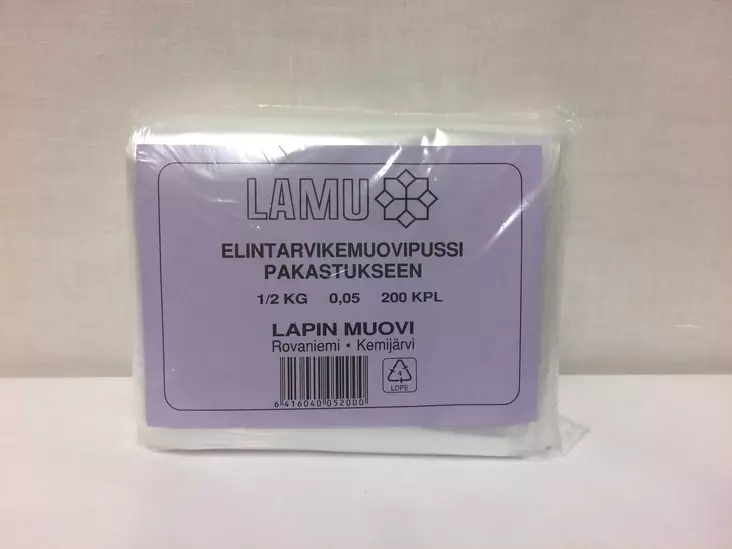 LAMU
ELINTARVIKEMUOVIPUSSI
PAKASTUKSEEN
1/2 KG 0,05 200 KPL
LAPIN MUOVI
Rovaniemi • Kemijärvi
6 416040 052000
4
LDPE